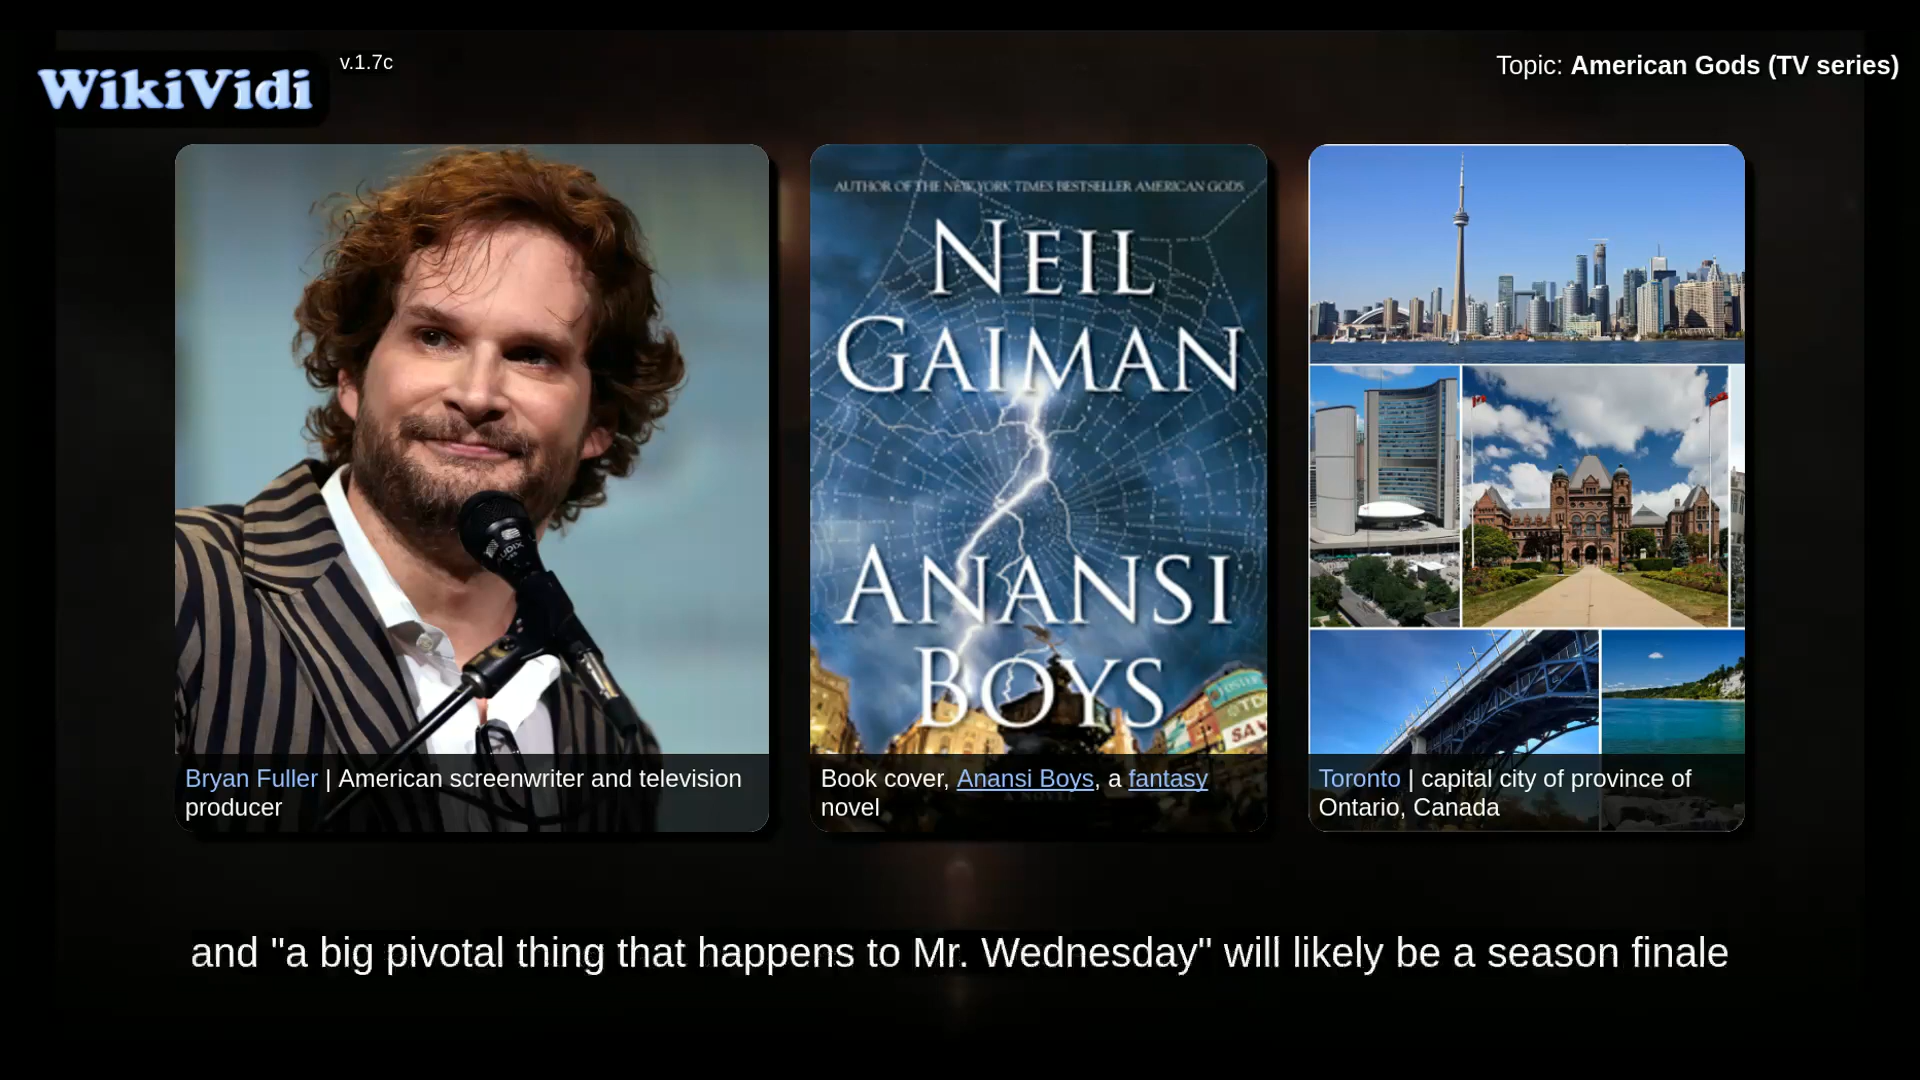 WikiVidi
v.1.7c
Topic: American Gods (TV series)
AUTHOR OF THE NEW YORK TIMES BESTSELLER AMERICAN GODS
NEIL
GAIMAN
ANANSI
BOYS
Bryan Fuller | American screenwriter and television
producer
Book cover, Anansi Boys, a fantasy
novel
Toronto | capital city of province of
Ontario, Canada
and "a big pivotal thing that happens to Mr. Wednesday" will likely be a season finale